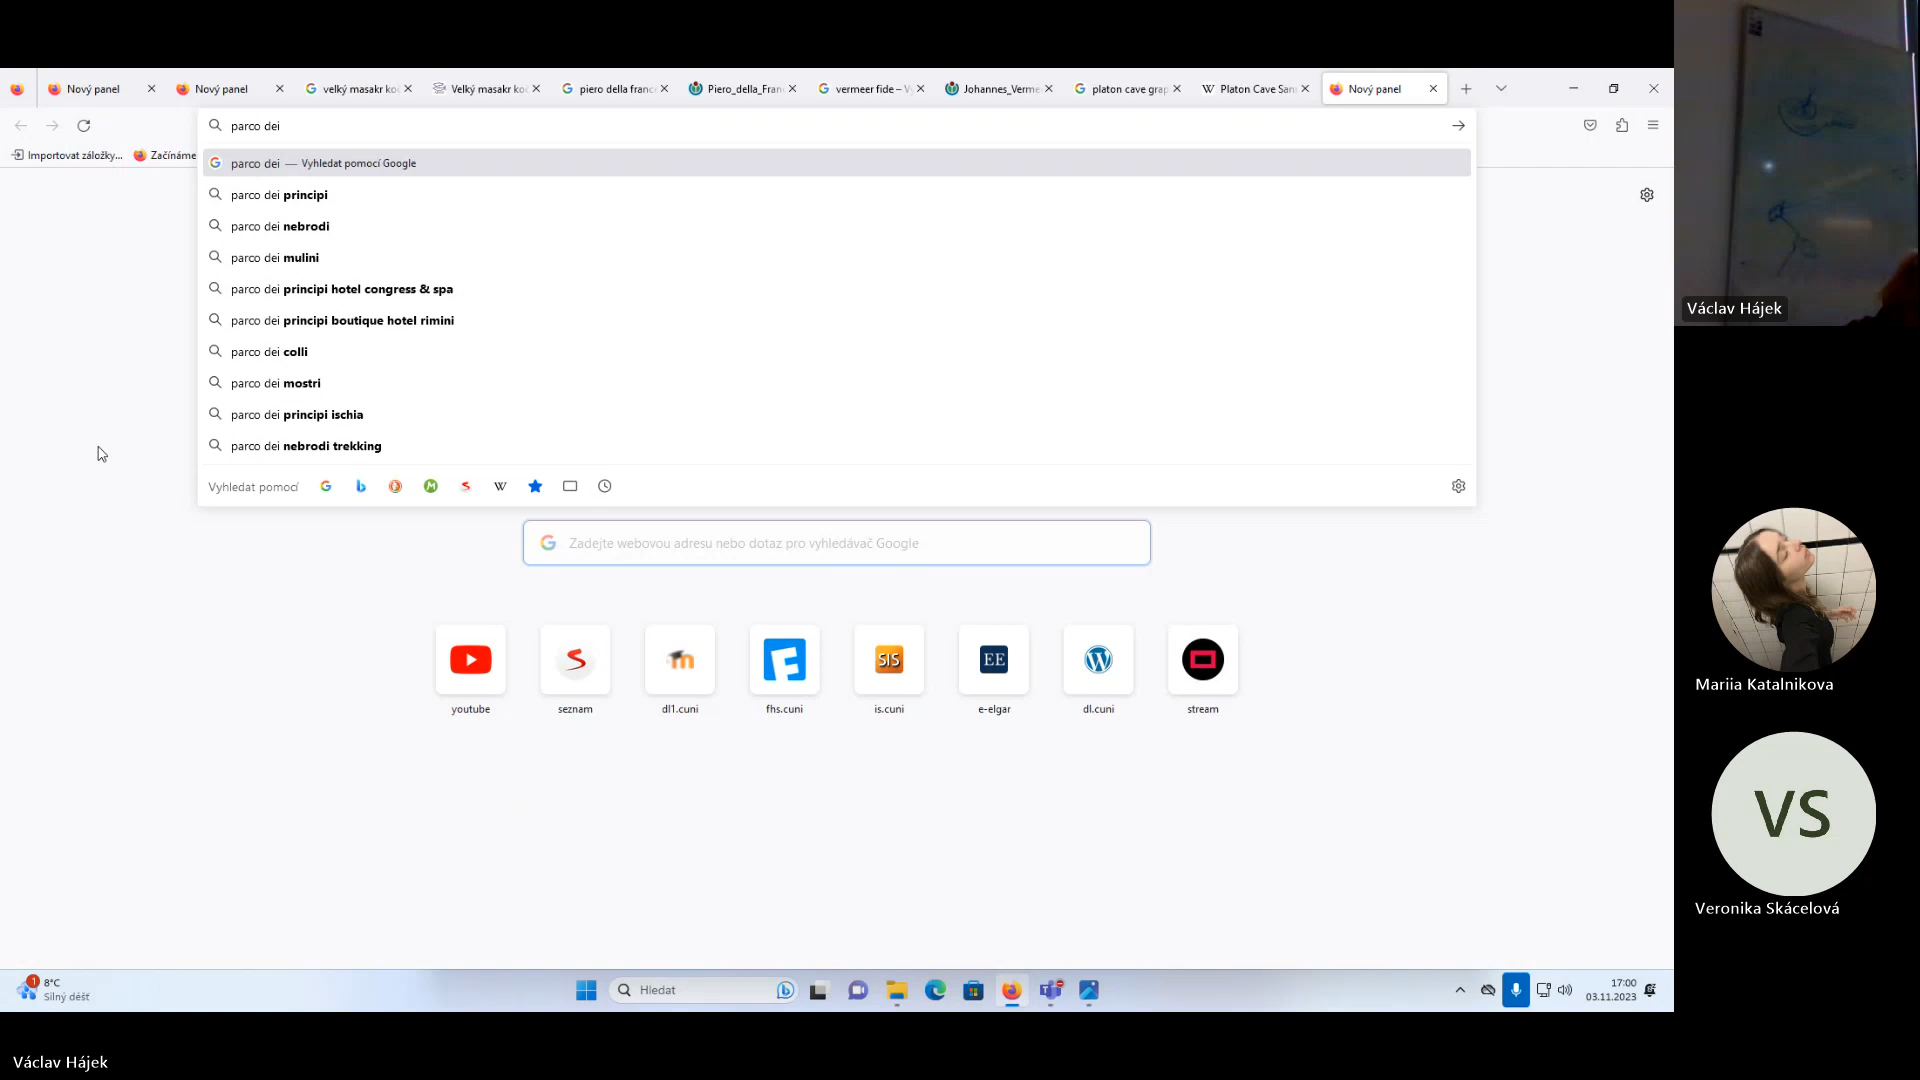 Nový panel
Nový panel
velký masakr ko
Velký masakr ko
piero della franc
Piero_della_Fran
vermeer fide – V
Johannes_Verme
platon cave grap
Platon Cave San
Nový panel
parco dei
Importovat záložky...
Začínáme
parco dei — Vyhledat pomocí Google
parco dei principi
parco dei nebrodi
parco dei mulini
parco dei principi hotel congress & spa
parco dei principi boutique hotel rimini
parco dei colli
parco dei mostri
parco dei principi ischia
parco dei nebrodi trekking
Vyhledat pomocí
Zadejte webovou adresu nebo dotaz pro vyhledávač Google
SIS
EE
youtube
seznam
dl1.cuni
fhs.cuni
is.cuni
e-elgar
dl.cuni
stream
1
8°C
Silný déšť
Hledat
17:00
03.11.2023
Václav Hájek
Mariia Katalnikova
VS
Veronika Skácelová
Václav Hájek